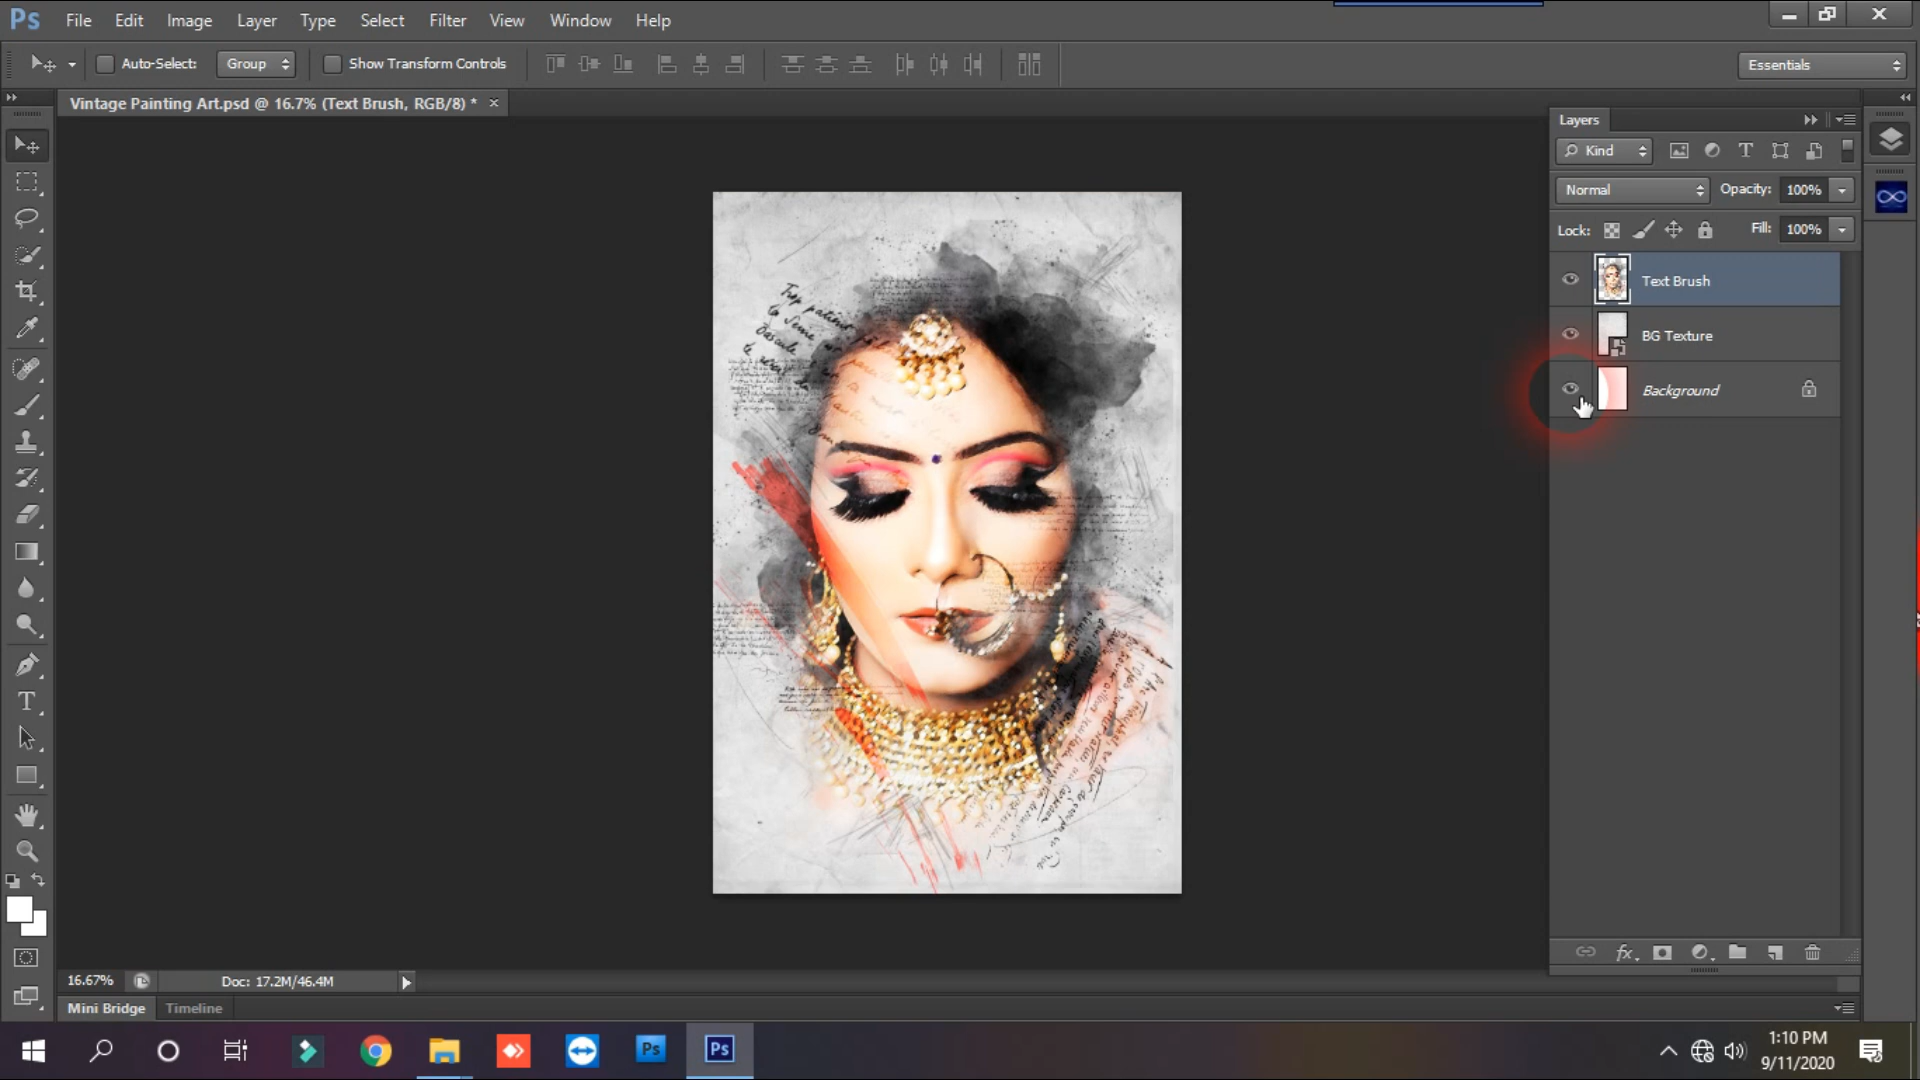 Ps File Edit Image Layer Type Select Filter View Window Help
Auto-Select: Group Show Transform Controls Essentials
Vintage Painting Art.psd @ 16.7% (Text Brush, RGB/8) * ×
Layers
Kind
Normal Opacity: 100%
Lock: Fill: 100%
Text Brush
BG Texture
Background
16.67% Doc: 17.2M/46.4M
Mini Bridge Timeline
Ps Ps
1:10 PM
9/11/2020